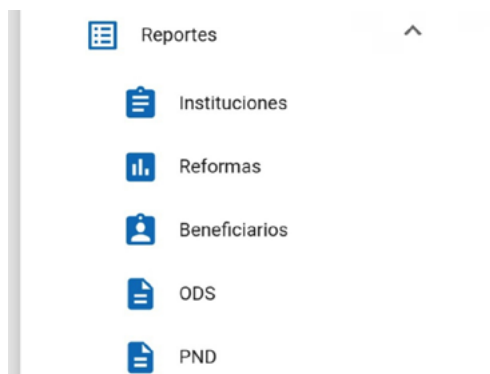 Reportes
Instituciones
Reformas
Beneficiarios
ODS
PND